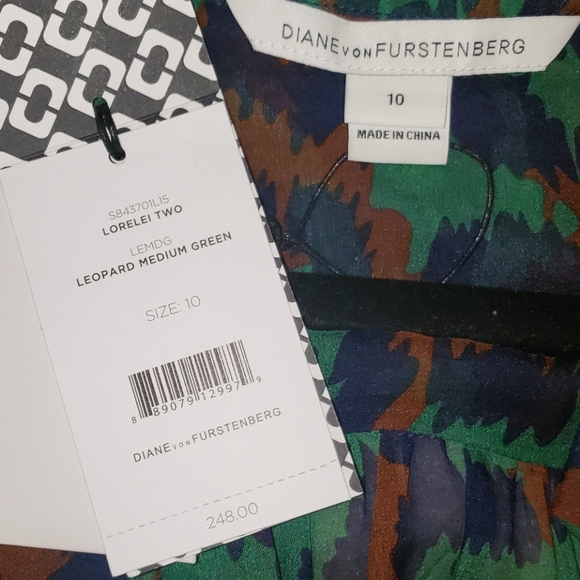 DIANE VON FURSTENBERG
10
MADE IN CHINA
S843701L15
LORELEI TWO
LEMDG
LEOPARD MEDIUM GREEN
SIZE: 10
8 89079 12997 9
DIANE VON FURSTENBERG
248.00